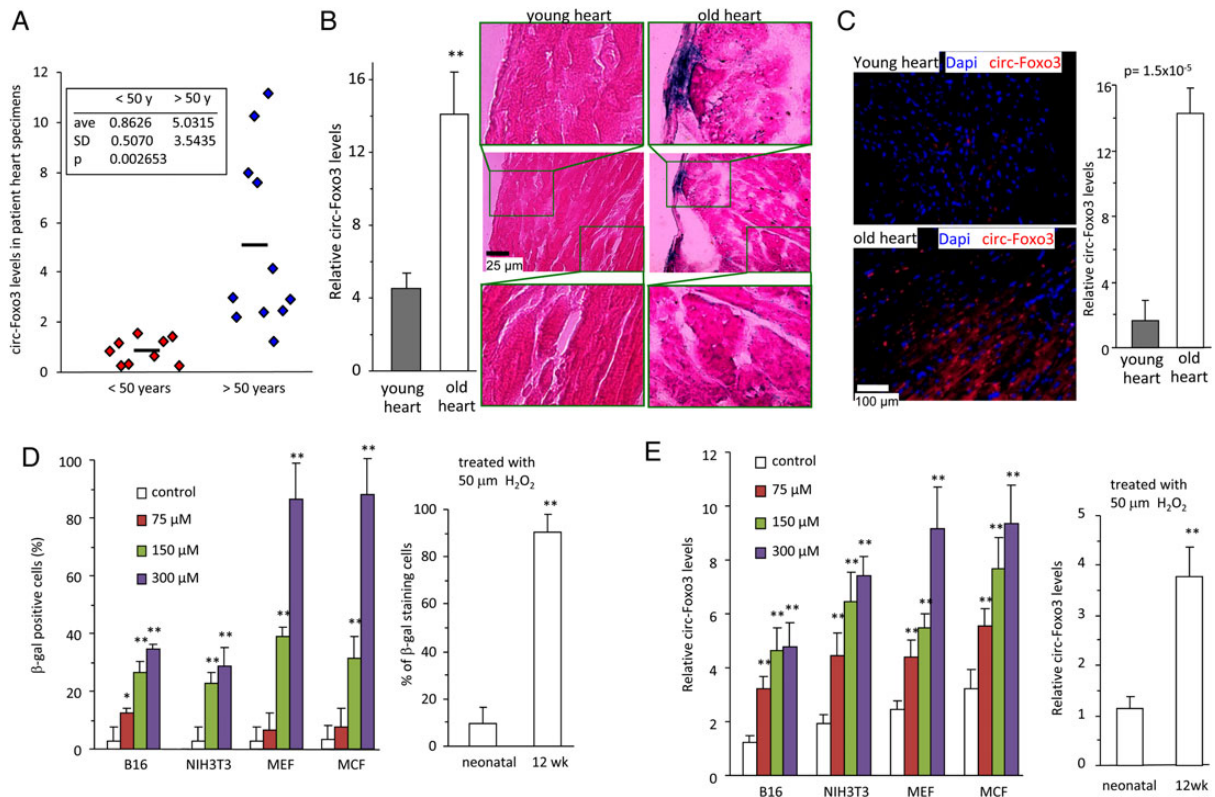 A
circ-Foxo3 levels in patient heart specimens
12
10
8
6
4
2
0
< 50 y > 50 y
ave 0.8626 5.0315
SD 0.5070 3.5435
p 0.002653
< 50 years > 50 years
B
Relative circ-Foxo3 levels
16
12
8
4
0
**
young heart
old heart
young heart old heart
25 µm
C
Young heart Dapi circ-Foxo3
old heart Dapi circ-Foxo3
100 µm
p= 1.5x10-5
Relative circ-Foxo3 levels
16
12
8
4
0
young heart
old heart
D
β-gal positive cells (%)
100
80
60
40
20
0
control
75 µM
150 µM
300 µM
* ** **
** **
** **
** **
B16 NIH3T3 MEF MCF
treated with
50 µm H₂O₂
% of β-gal staining cells
100
80
60
40
20
10
0
**
neonatal 12 wk
E
Relative circ-Foxo3 levels
12
10
8
6
4
2
0
control
75 µM
150 µM
300 µM
** ** **
** ** **
** ** **
** ** **
B16 NIH3T3 MEF MCF
treated with
50 µm H₂O₂
Relative circ-Foxo3 levels
5
4
3
2
1
0
**
neonatal 12wk